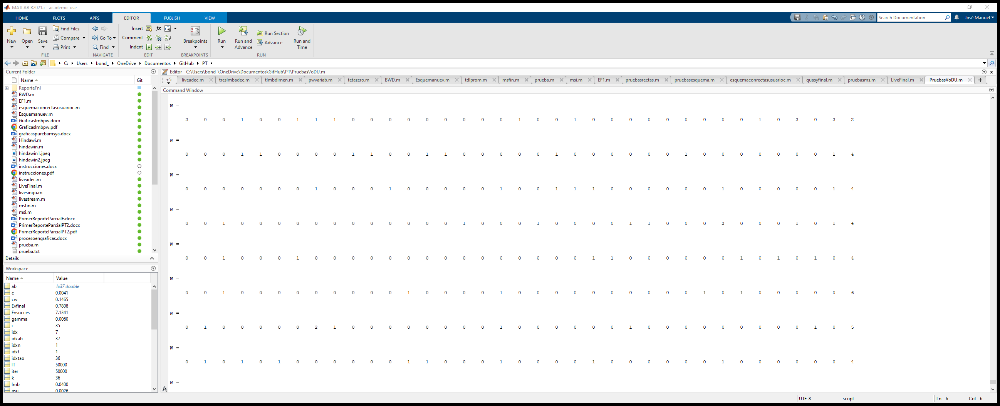 MATLAB R2021a - academic use
HOME PLOTS APPS EDITOR PUBLISH VIEW
Search Documentation José Manuel
New Open Save Find Files Compare Print
Go To Find
Insert fx fi
Comment
Indent
Breakpoints
Run Run and Advance Run Section Advance Run and Time
FILE NAVIGATE EDIT BREAKPOINTS RUN
C: Users bond_ OneDrive Documentos GitHub PT
Current Folder
Name Git
ReporteFnl
BWD.m
EF1.m
esquemaconrectasusuarioc.m
Esquemanuev.m
Graficaslmbpw.docx
Graficaslmbpw.pdf
graficaspurebamsya.docx
Hindawi.m
hindawin.m
hindawin1.jpeg
hindawin2.jpeg
instrucciones.docx
instrucciones.pdf
liveadec.m
LiveFinal.m
livesingu.m
livestream.m
msfin.m
msi.m
PrimerReporteParcialF.docx
PrimerReporteParcialPT2.docx
PrimerReporteParcialPT2.pdf
procesoengraficas.docx
prueba.m
prueba.txt
Details
Workspace
Name Value
ab 1x37 double
c 0.0041
cw 0.1465
Evfinal 0.7808
Evsucces 7.1341
gamma 0.0060
i 35
idx 7
idxab 37
idxn 1
idxt 1
idxtao 36
IT 50000
iter 50000
k 36
lmb 0.0400
mu 0.0026
Editor - C:\Users\bond_\OneDrive\Documentos\GitHub\PT\PruebasVoDU.m
+5 liveadec.m treslmbadec.m tlmbdimen.m pwvariab.m tetazero.m BWD.m Esquemanuev.m tdlprom.m msfin.m prueba.m msi.m EF1.m pruebasrectas.m pruebasesquema.m esquemaconrectasusuarioc.m quasyfinal.m pruebasms.m LiveFinal.m PruebasVoDU.m
Command Window
W =
2 0 0 1 0 0 1 1 1 0 0 0 0 0 0 0 0 0 1 0 0 1 0 0 0 0 0 0 0 0 0 1 0 2 0 2 2
W =
0 0 0 1 1 0 0 0 0 1 1 0 0 1 1 0 0 0 0 0 1 0 0 0 0 0 0 1 0 0 0 0 0 0 0 1 4
W =
0 0 0 0 0 0 0 1 0 0 0 1 0 0 0 0 0 1 0 0 1 1 1 0 0 0 0 0 0 1 0 0 0 0 0 1 4
W =
0 0 1 0 0 0 0 0 0 0 0 0 0 0 0 1 0 0 0 1 0 0 0 0 1 1 0 0 0 2 0 0 0 1 0 1 4
W =
0 0 1 0 0 0 1 0 0 0 0 0 0 0 0 0 0 0 0 0 0 0 1 1 0 0 0 0 0 0 1 0 1 0 1 0 4
W =
0 0 1 0 0 0 0 0 0 0 0 0 1 0 0 0 0 1 0 0 0 0 0 0 0 0 0 0 1 0 1 0 0 0 0 0 6
W =
0 1 0 0 0 0 0 2 1 0 0 0 0 0 0 0 0 1 0 0 0 0 0 0 1 0 0 0 0 0 0 0 0 0 1 0 5
W =
0 1 0 1 0 1 0 0 0 0 0 0 1 1 0 0 0 1 0 0 0 0 1 0 0 0 0 0 0 1 0 0 0 0 0 0 4
W =
fx
UTF-8 script Ln 6 Col 6